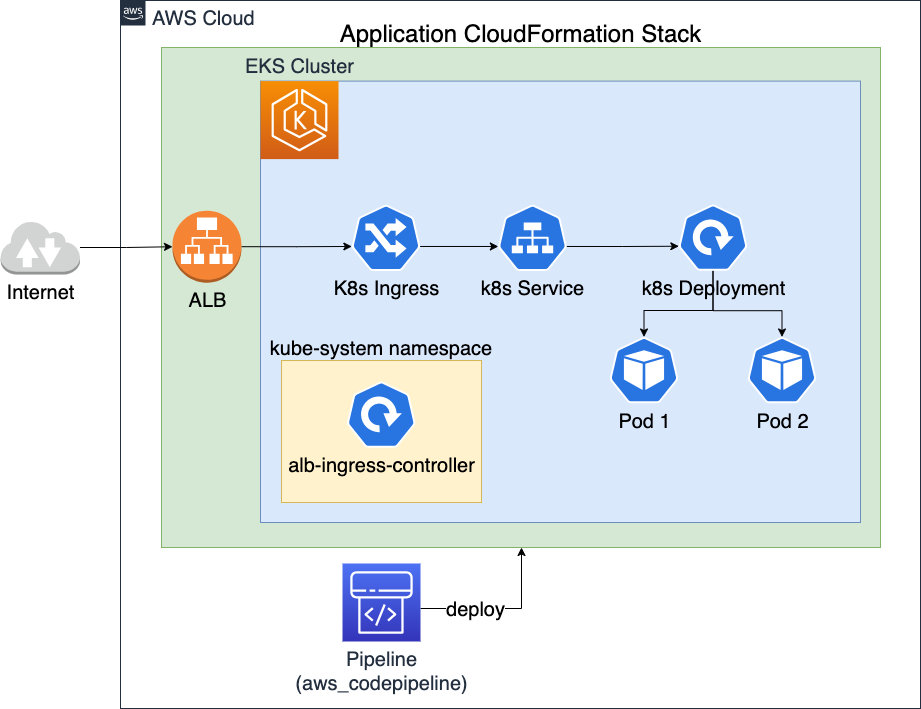 aws
AWS Cloud
Application CloudFormation Stack
EKS Cluster
K
Internet
ALB
K8s Ingress
k8s Service
k8s Deployment
kube-system namespace
alb-ingress-controller
Pod 1
Pod 2
</>
deploy
Pipeline
(aws_codepipeline)